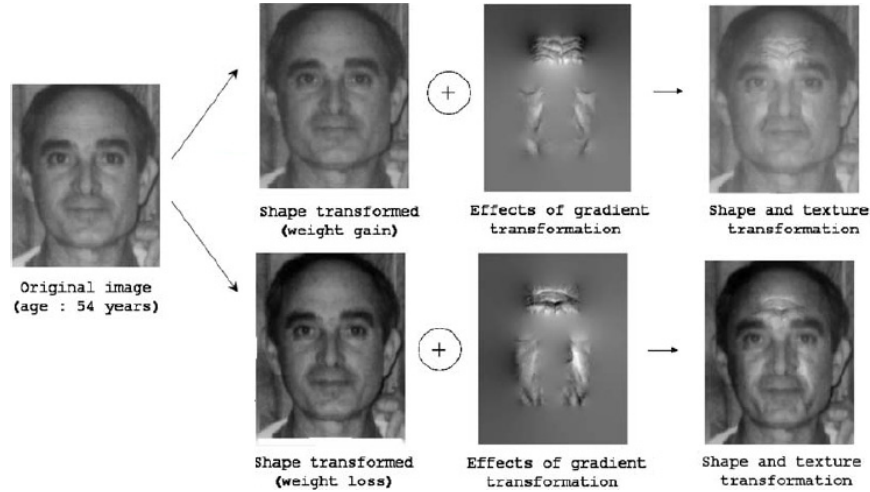 Shape transformed
(weight gain)
Effects of gradient
transformation
Shape and texture
transformation
Original image
(age : 54 years)
Shape transformed
(weight loss)
Effects of gradient
transformation
Shape and texture
transformation